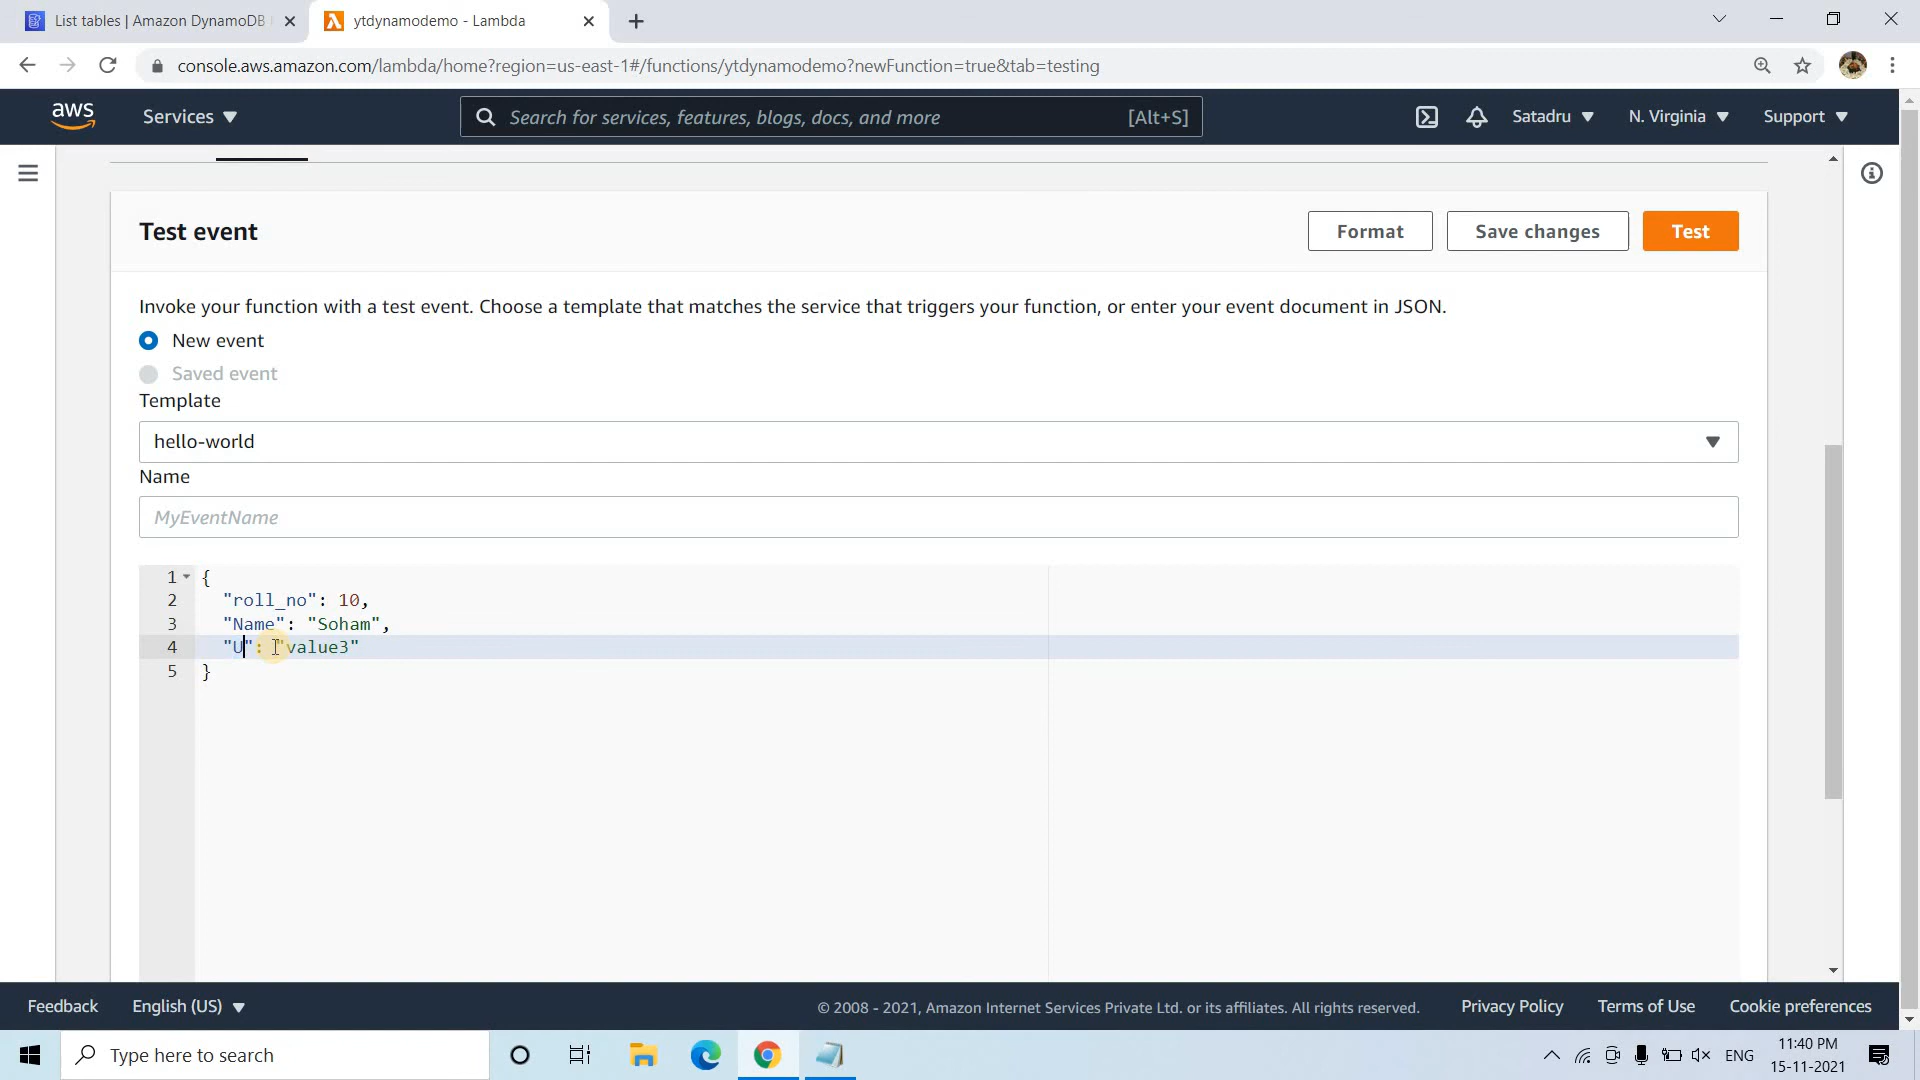 List tables | Amazon DynamoDB
ytdynamodemo - Lambda
console.aws.amazon.com/lambda/home?region=us-east-1#/functions/ytdynamodemo?newFunction=true&tab=testing
aws
Services
Search for services, features, blogs, docs, and more
[Alt+S]
Satadru
N. Virginia
Support
Test event
Format
Save changes
Test
Invoke your function with a test event. Choose a template that matches the service that triggers your function, or enter your event document in JSON.
New event
Saved event
Template
hello-world
Name
MyEventName
1 {
2 "roll_no": 10,
3 "Name": "Soham",
4 "U": "value3"
5 }
Feedback
English (US)
© 2008 - 2021, Amazon Internet Services Private Ltd. or its affiliates. All rights reserved.
Privacy Policy
Terms of Use
Cookie preferences
Type here to search
ENG
11:40 PM
15-11-2021